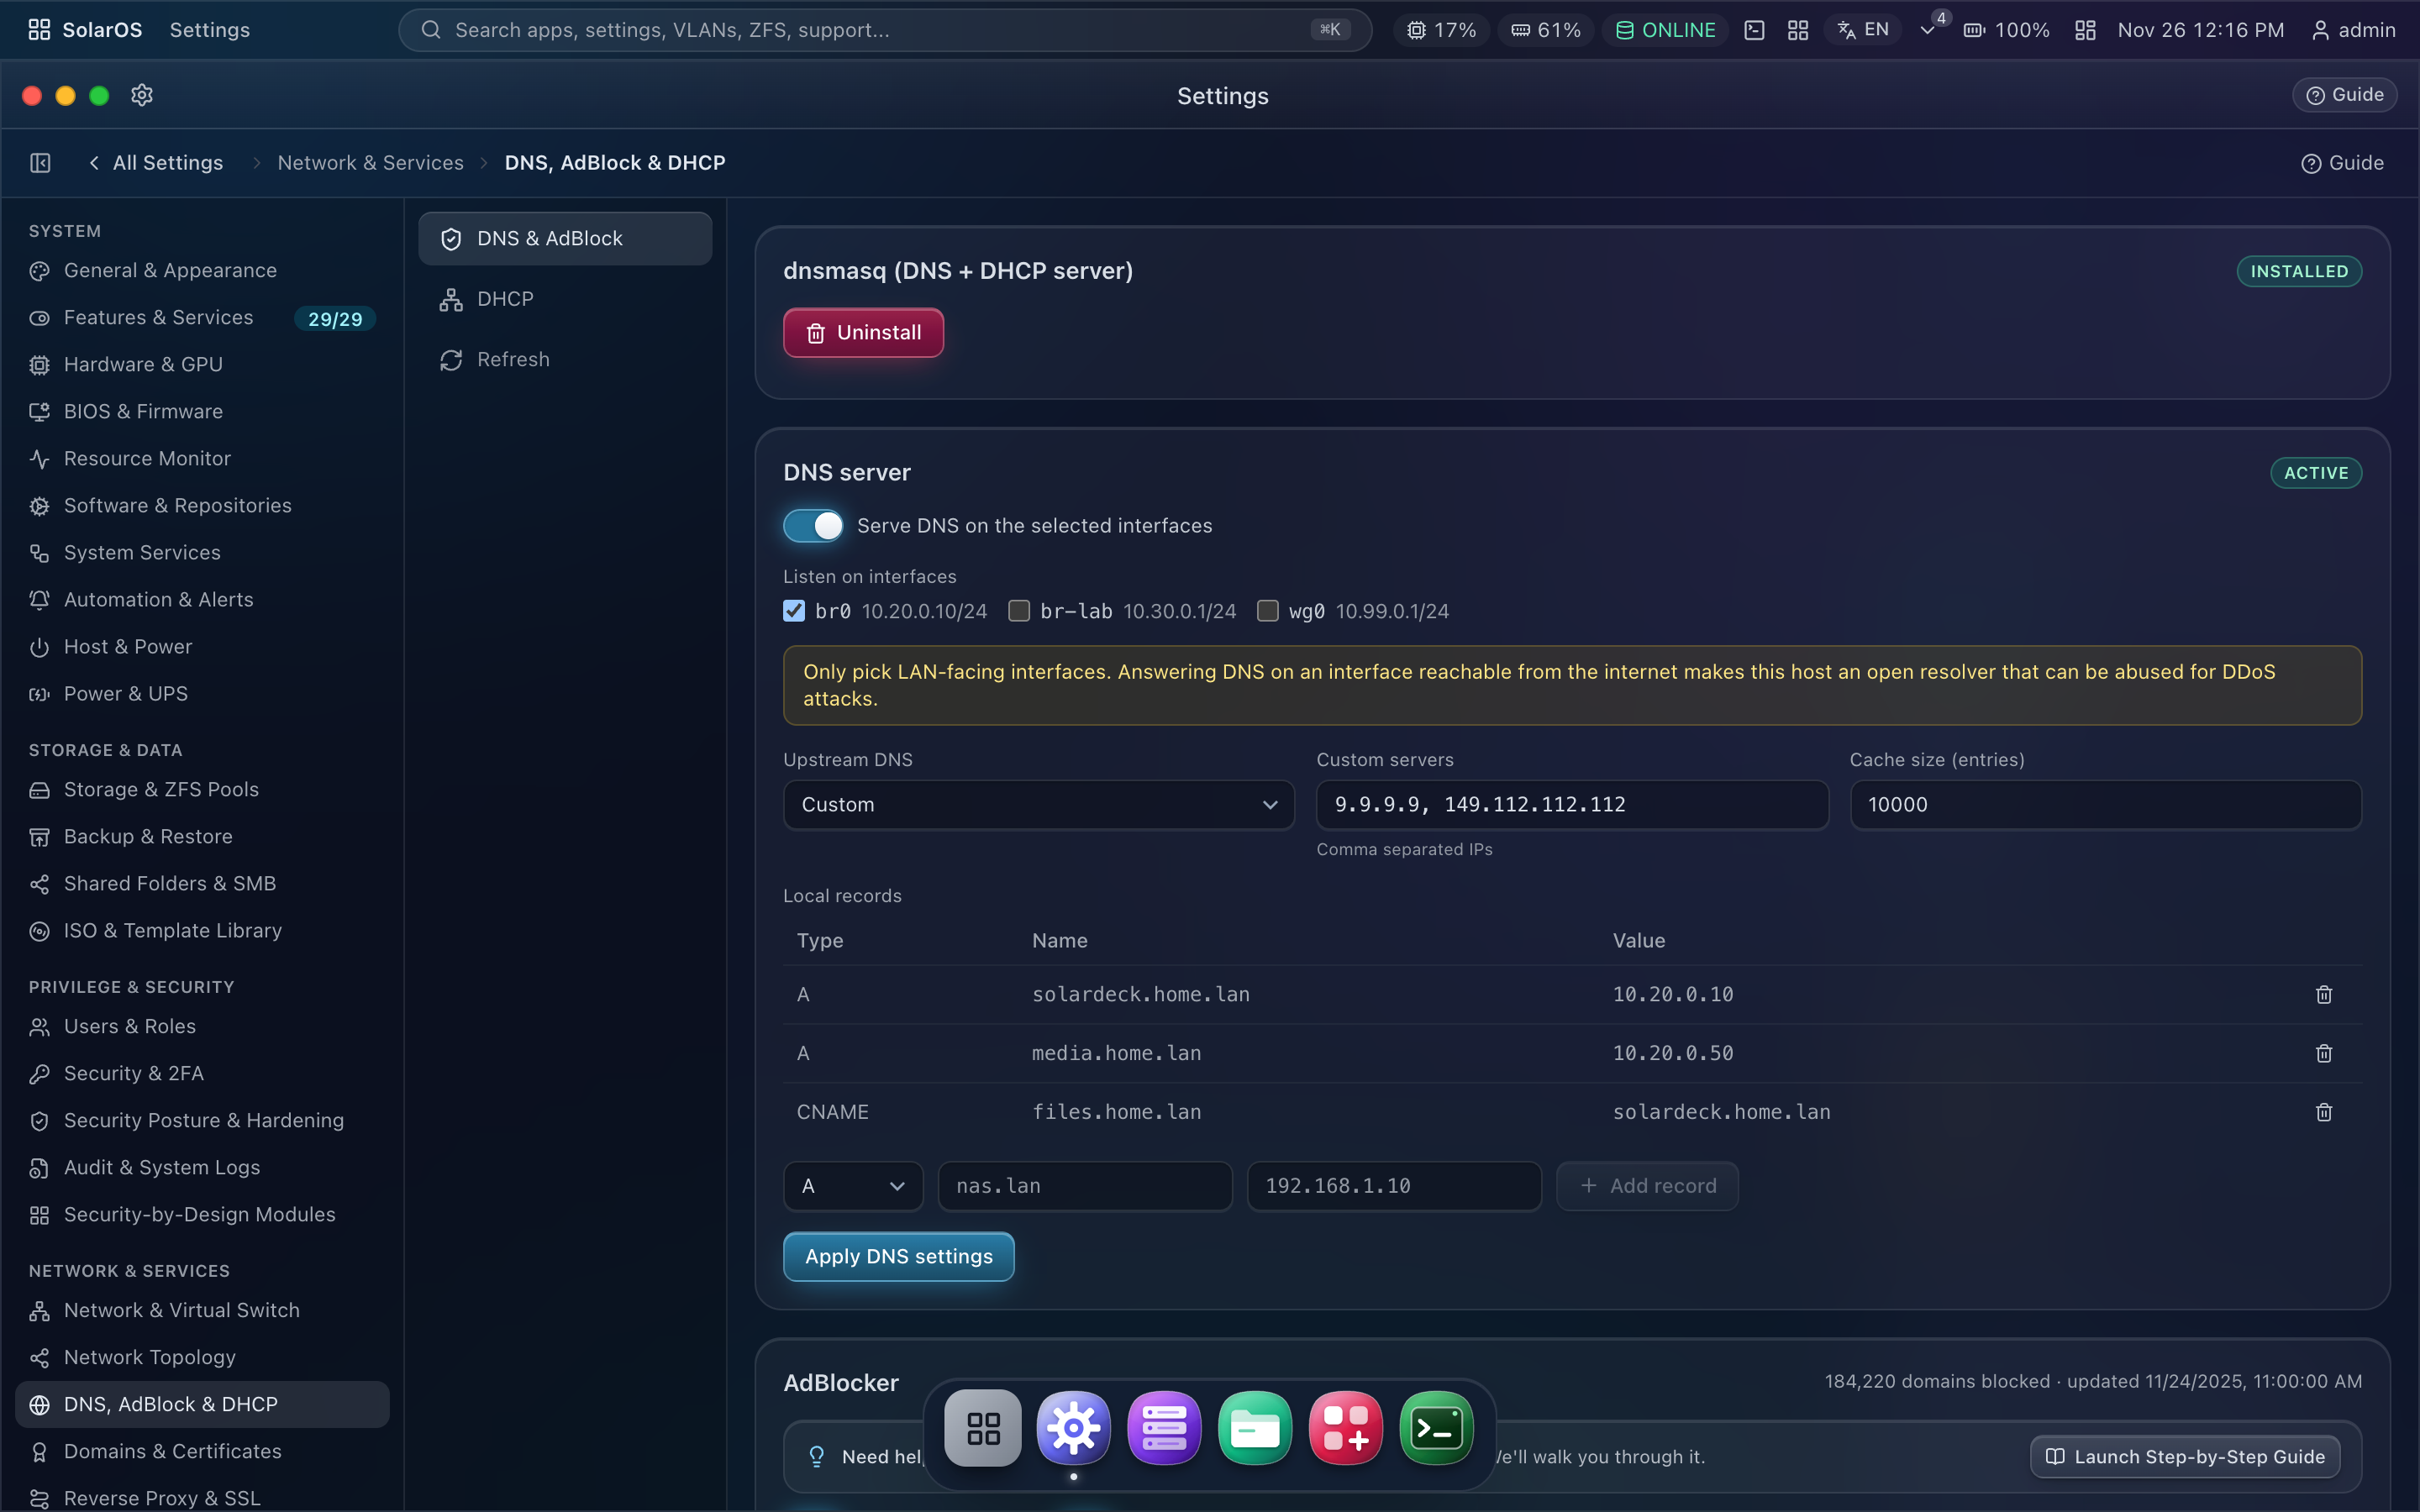 SolarOS Settings Search apps, settings, VLANs, ZFS, support... ⌘K 17% 61% ONLINE EN 4 100% Nov 26 12:16 PM admin
Settings Guide
All Settings Network & Services DNS, AdBlock & DHCP Guide
SYSTEM
General & Appearance
Features & Services 29/29
Hardware & GPU
BIOS & Firmware
Resource Monitor
Software & Repositories
System Services
Automation & Alerts
Host & Power
Power & UPS
STORAGE & DATA
Storage & ZFS Pools
Backup & Restore
Shared Folders & SMB
ISO & Template Library
PRIVILEGE & SECURITY
Users & Roles
Security & 2FA
Security Posture & Hardening
Audit & System Logs
Security-by-Design Modules
NETWORK & SERVICES
Network & Virtual Switch
Network Topology
DNS, AdBlock & DHCP
Domains & Certificates
Reverse Proxy & SSL
DNS & AdBlock
DHCP
Refresh
dnsmasq (DNS + DHCP server) INSTALLED
Uninstall
DNS server ACTIVE
Serve DNS on the selected interfaces
Listen on interfaces
br0 10.20.0.10/24 br-lab 10.30.0.1/24 wg0 10.99.0.1/24
Only pick LAN-facing interfaces. Answering DNS on an interface reachable from the internet makes this host an open resolver that can be abused for DDoS
attacks.
Upstream DNS Custom servers Cache size (entries)
Custom 9.9.9.9, 149.112.112.112 10000
Comma separated IPs
Local records
Type Name Value
A solardeck.home.lan 10.20.0.10
A media.home.lan 10.20.0.50
CNAME files.home.lan solardeck.home.lan
A nas.lan 192.168.1.10 Add record
Apply DNS settings
AdBlocker 184,220 domains blocked · updated 11/24/2025, 11:00:00 AM
Need 'll walk you through it. Launch Step-by-Step Guide